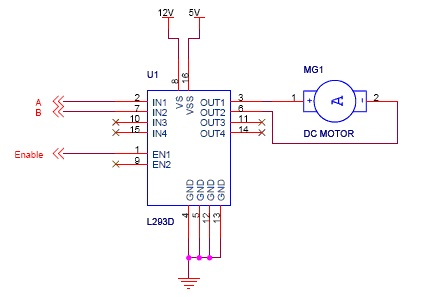 12V 5V
U1
8 16
VS VSS
A 2 IN1 OUT1 3
B 7 IN2 OUT2 6
10 IN3 OUT3 11
15 IN4 OUT4 14
Enable 1 EN1
9 EN2
GND GND GND GND
L293D
4 5 12 13
MG1
1 + A - 2
DC MOTOR